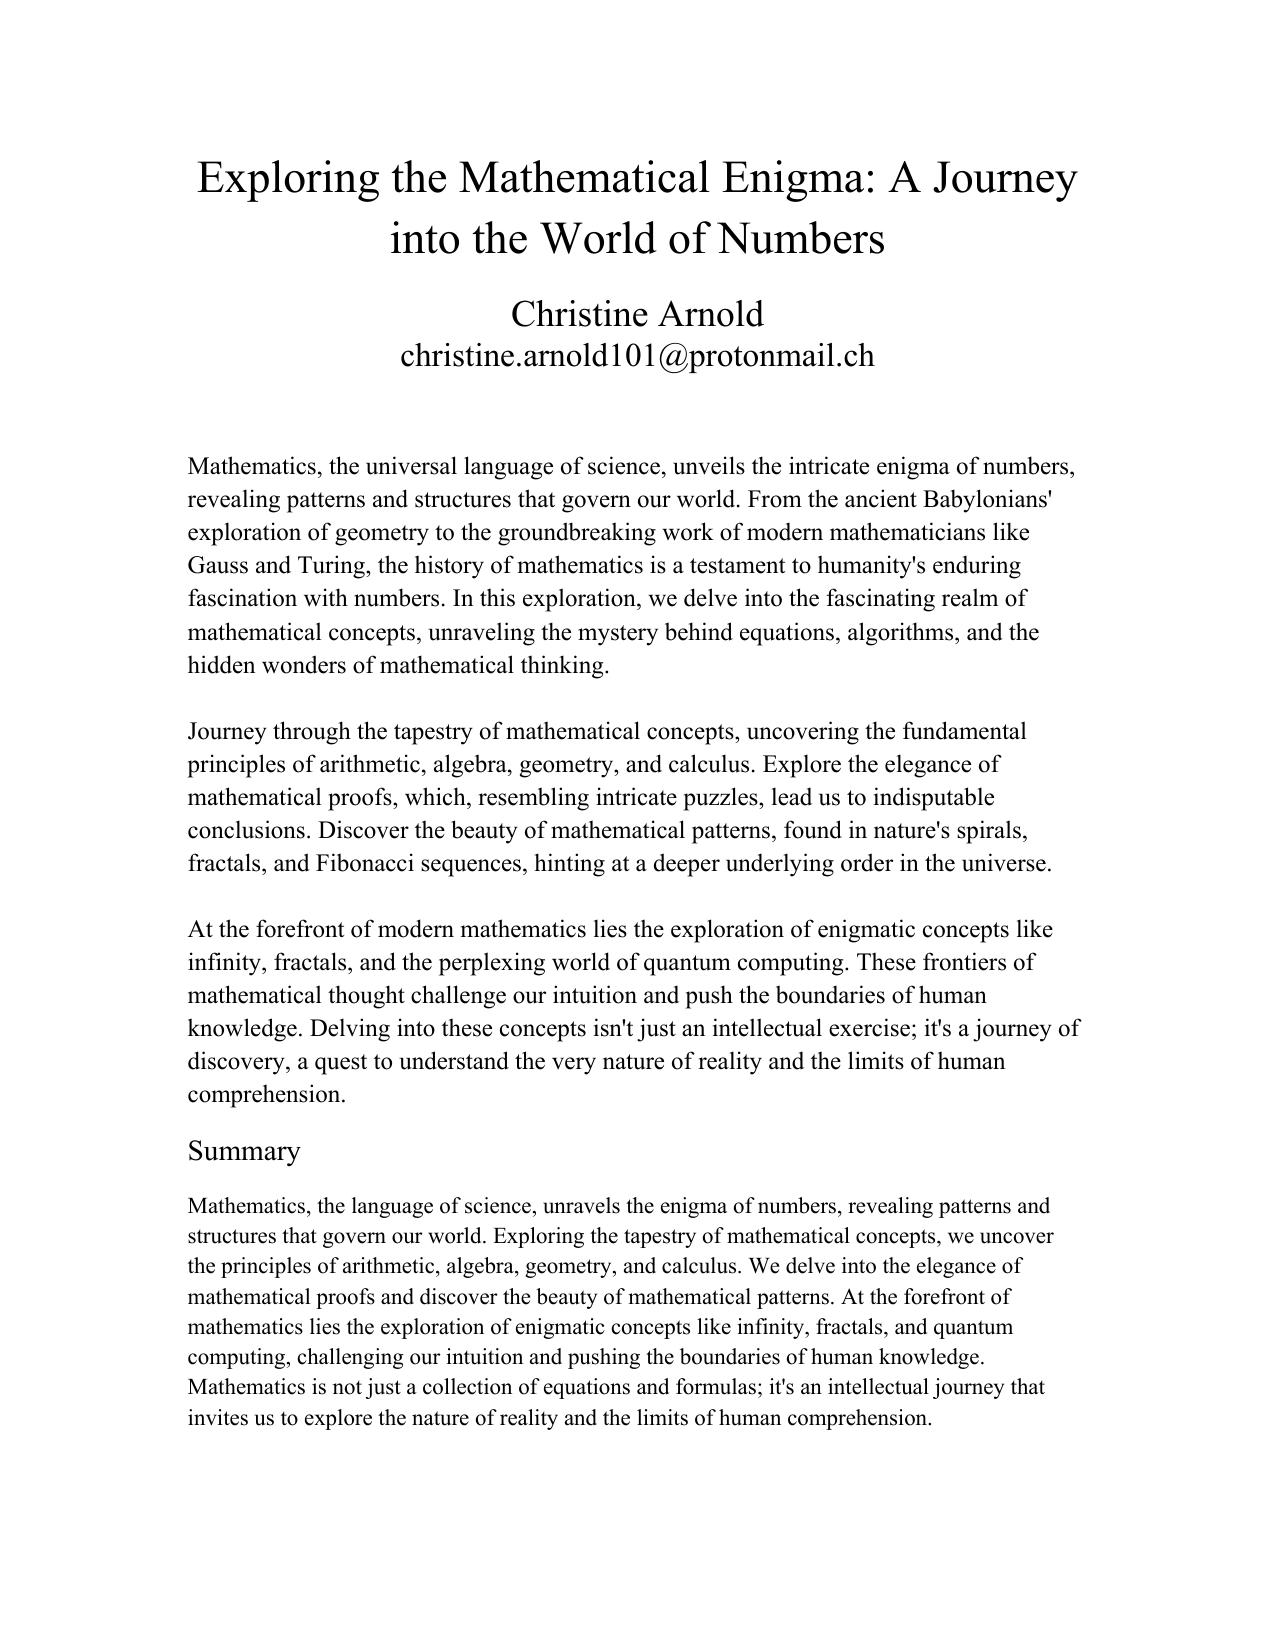 Exploring the Mathematical Enigma: A Journey
into the World of Numbers
Christine Arnold
christine.arnold101@protonmail.ch
Mathematics, the universal language of science, unveils the intricate enigma of numbers,
revealing patterns and structures that govern our world. From the ancient Babylonians'
exploration of geometry to the groundbreaking work of modern mathematicians like
Gauss and Turing, the history of mathematics is a testament to humanity's enduring
fascination with numbers. In this exploration, we delve into the fascinating realm of
mathematical concepts, unraveling the mystery behind equations, algorithms, and the
hidden wonders of mathematical thinking.
Journey through the tapestry of mathematical concepts, uncovering the fundamental
principles of arithmetic, algebra, geometry, and calculus. Explore the elegance of
mathematical proofs, which, resembling intricate puzzles, lead us to indisputable
conclusions. Discover the beauty of mathematical patterns, found in nature's spirals,
fractals, and Fibonacci sequences, hinting at a deeper underlying order in the universe.
At the forefront of modern mathematics lies the exploration of enigmatic concepts like
infinity, fractals, and the perplexing world of quantum computing. These frontiers of
mathematical thought challenge our intuition and push the boundaries of human
knowledge. Delving into these concepts isn't just an intellectual exercise; it's a journey of
discovery, a quest to understand the very nature of reality and the limits of human
comprehension.
Summary
Mathematics, the language of science, unravels the enigma of numbers, revealing patterns and
structures that govern our world. Exploring the tapestry of mathematical concepts, we uncover
the principles of arithmetic, algebra, geometry, and calculus. We delve into the elegance of
mathematical proofs and discover the beauty of mathematical patterns. At the forefront of
mathematics lies the exploration of enigmatic concepts like infinity, fractals, and quantum
computing, challenging our intuition and pushing the boundaries of human knowledge.
Mathematics is not just a collection of equations and formulas; it's an intellectual journey that
invites us to explore the nature of reality and the limits of human comprehension.